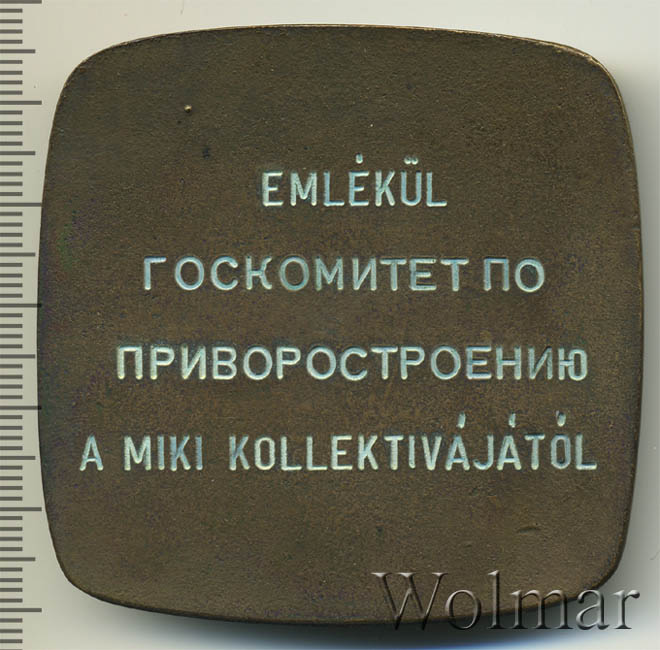 EMLÉKÜL
ГОСКОМИТЕТ ПО
ПРИВОРОСТРОЕНИЮ
A MIKI KOLLEKTIVÁJÁTÓL
Wolmar